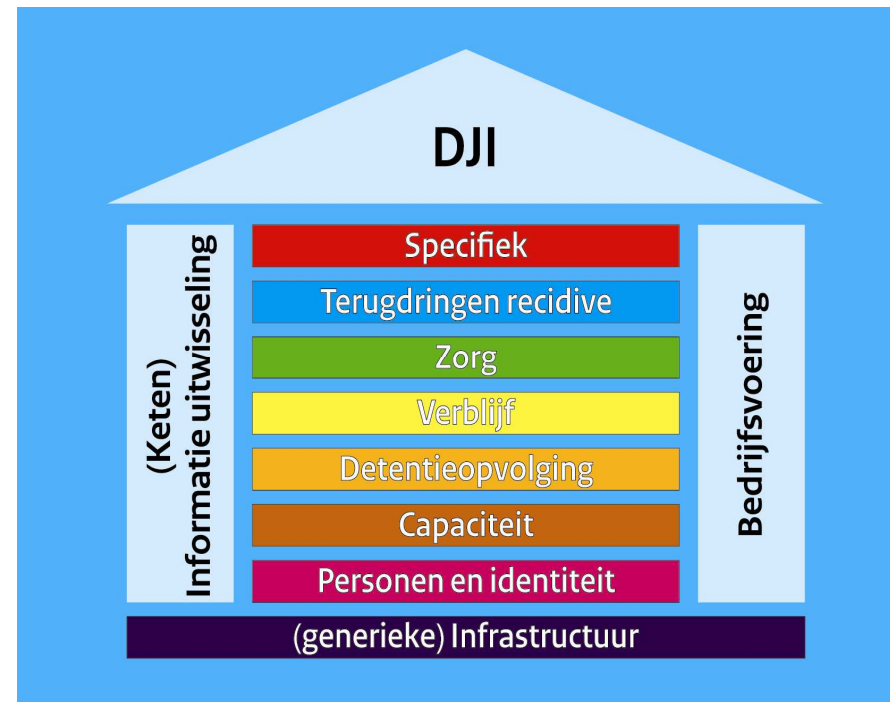 DJI
(Keten)
Informatie uitwisseling
Specifiek
Terugdringen recidive
Zorg
Verblijf
Detentieopvolging
Capaciteit
Personen en identiteit
Bedrijfsvoering
(generieke) Infrastructuur